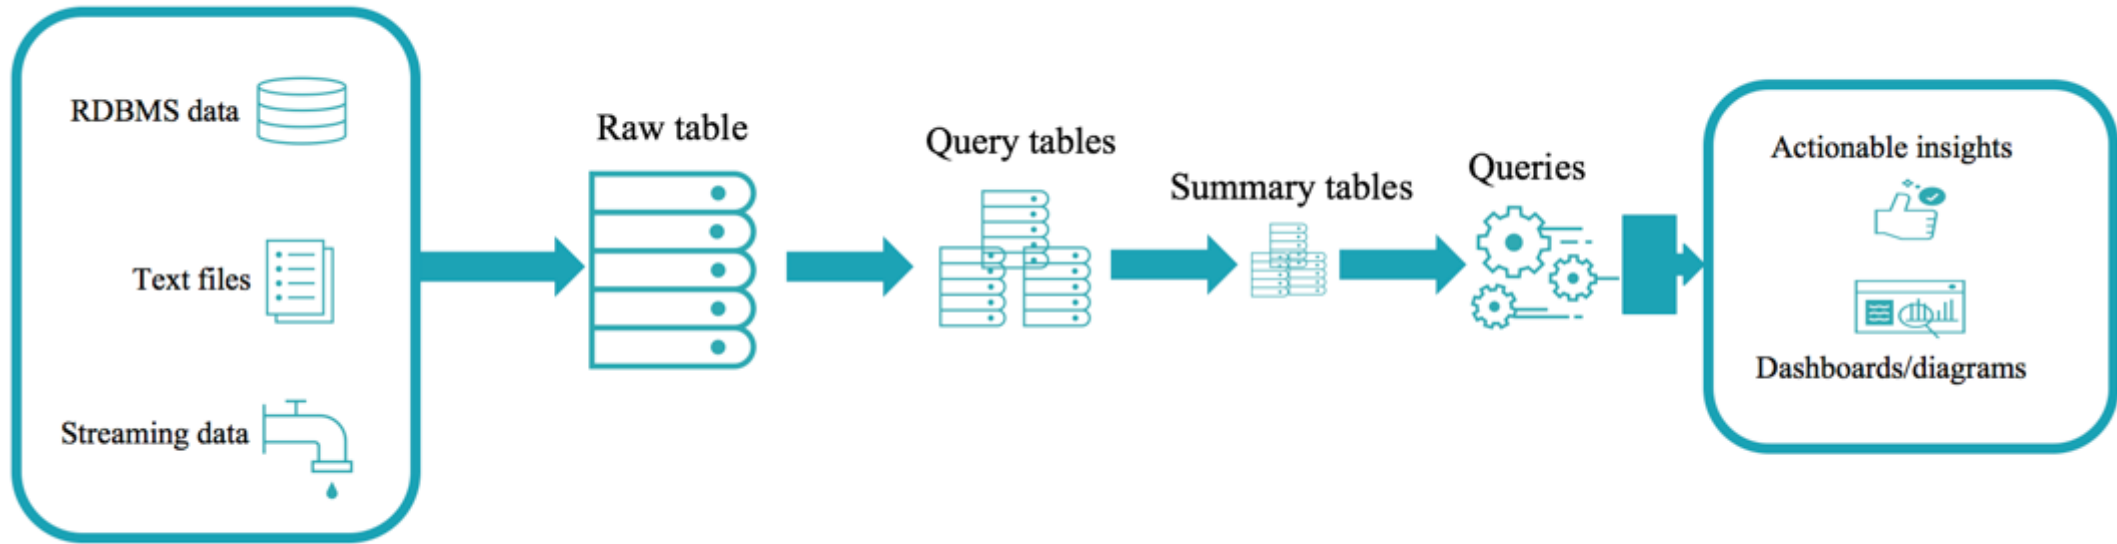 RDBMS data
Text files
Streaming data
Raw table
Query tables
Summary tables
Queries
Actionable insights
Dashboards/diagrams